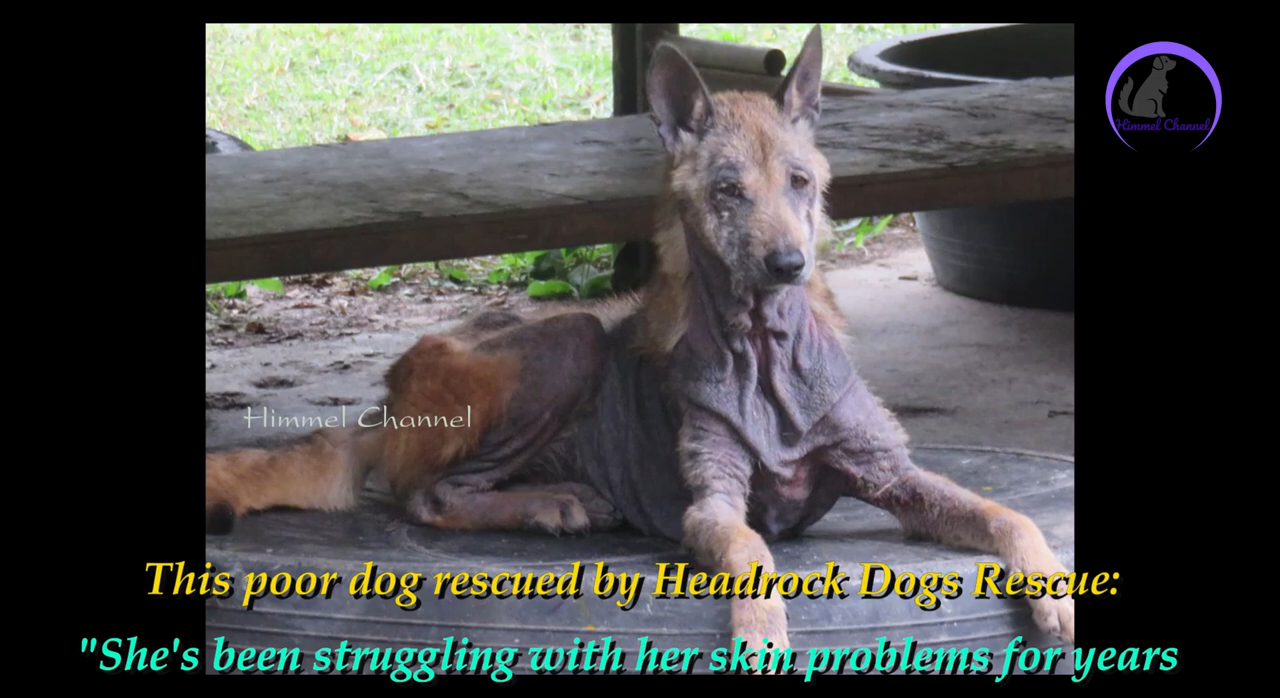 Himmel Channel
Himmel Channel
This poor dog rescued by Headrock Dogs Rescue:
"She's been struggling with her skin problems for years